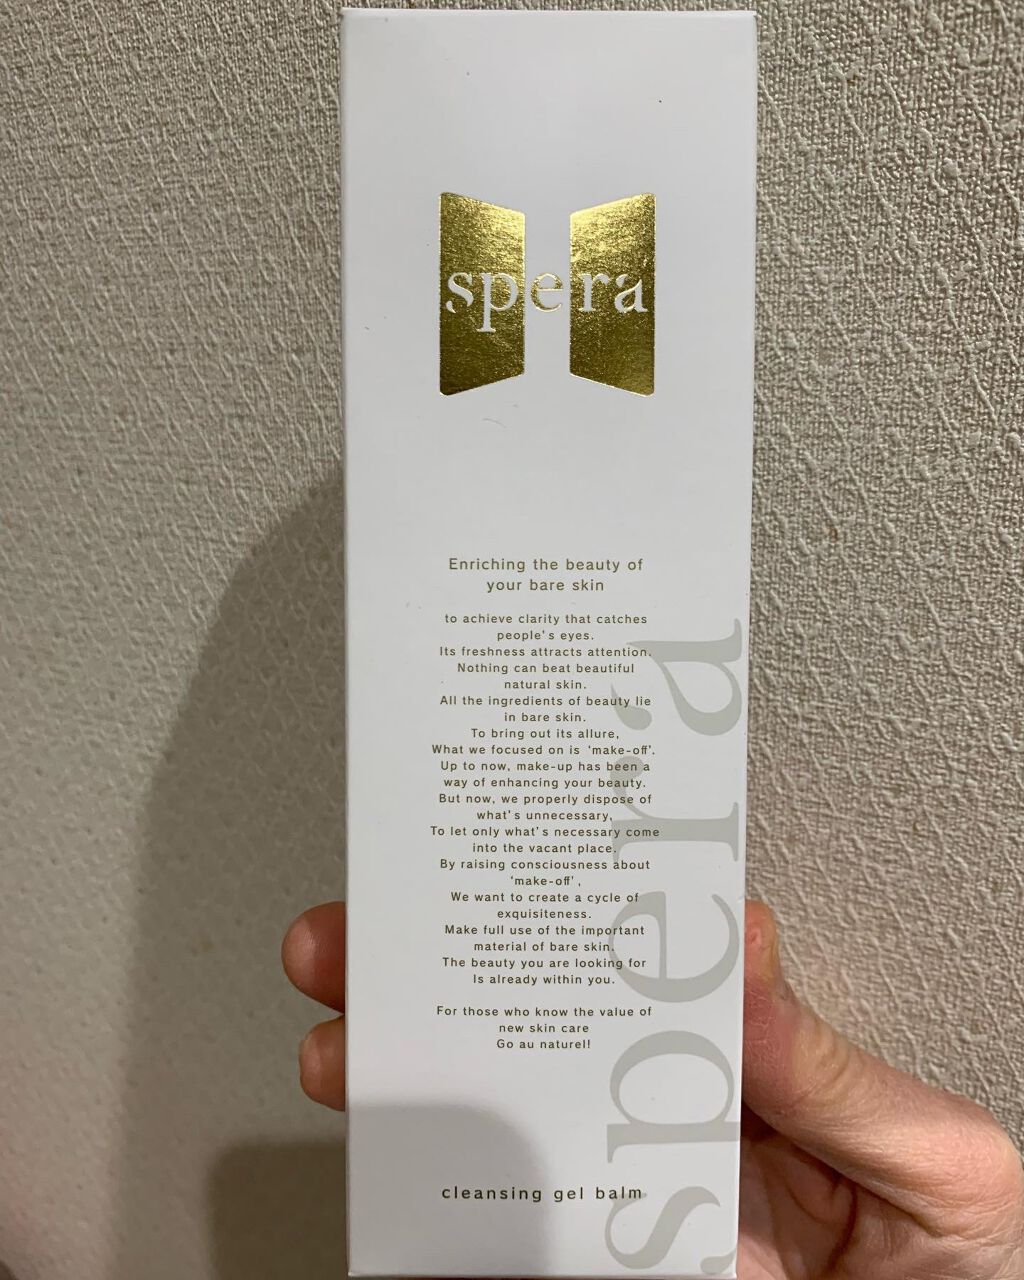 spera
Enriching the beauty of
your bare skin
to achieve clarity that catches
people's eyes.
Its freshness attracts attention.
Nothing can beat beautiful
natural skin.
All the ingredients of beauty lie
in bare skin.
To bring out its allure,
What we focused on is ‘make-off’.
Up to now, make-up has been a
way of enhancing your beauty.
But now, we properly dispose of
what's unnecessary,
To let only what's necessary come
into the vacant place.
By raising consciousness about
‘make-off’,
We want to create a cycle of
exquisiteness.
Make full use of the important
material of bare skin.
The beauty you are looking for
Is already within you.
For those who know the value of
new skin care
Go au naturel!
cleansing gel balm
spera